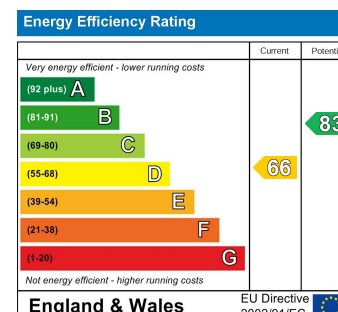 Energy Efficiency Rating
Current
Very energy efficient - lower running costs
(92 plus) A
(81-91) B
(69-80) C
(55-68) D
(39-54) E
(21-38) F
(1-20) G
66
83
Not energy efficient - higher running costs
England & Wales
EU Directive